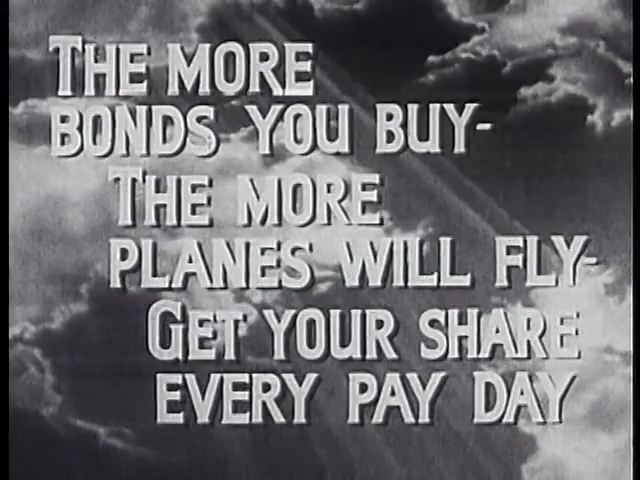 THE MORE
BONDS YOU BUY-
THE MORE
PLANES WILL FLY-
GET YOUR SHARE
EVERY PAY DAY